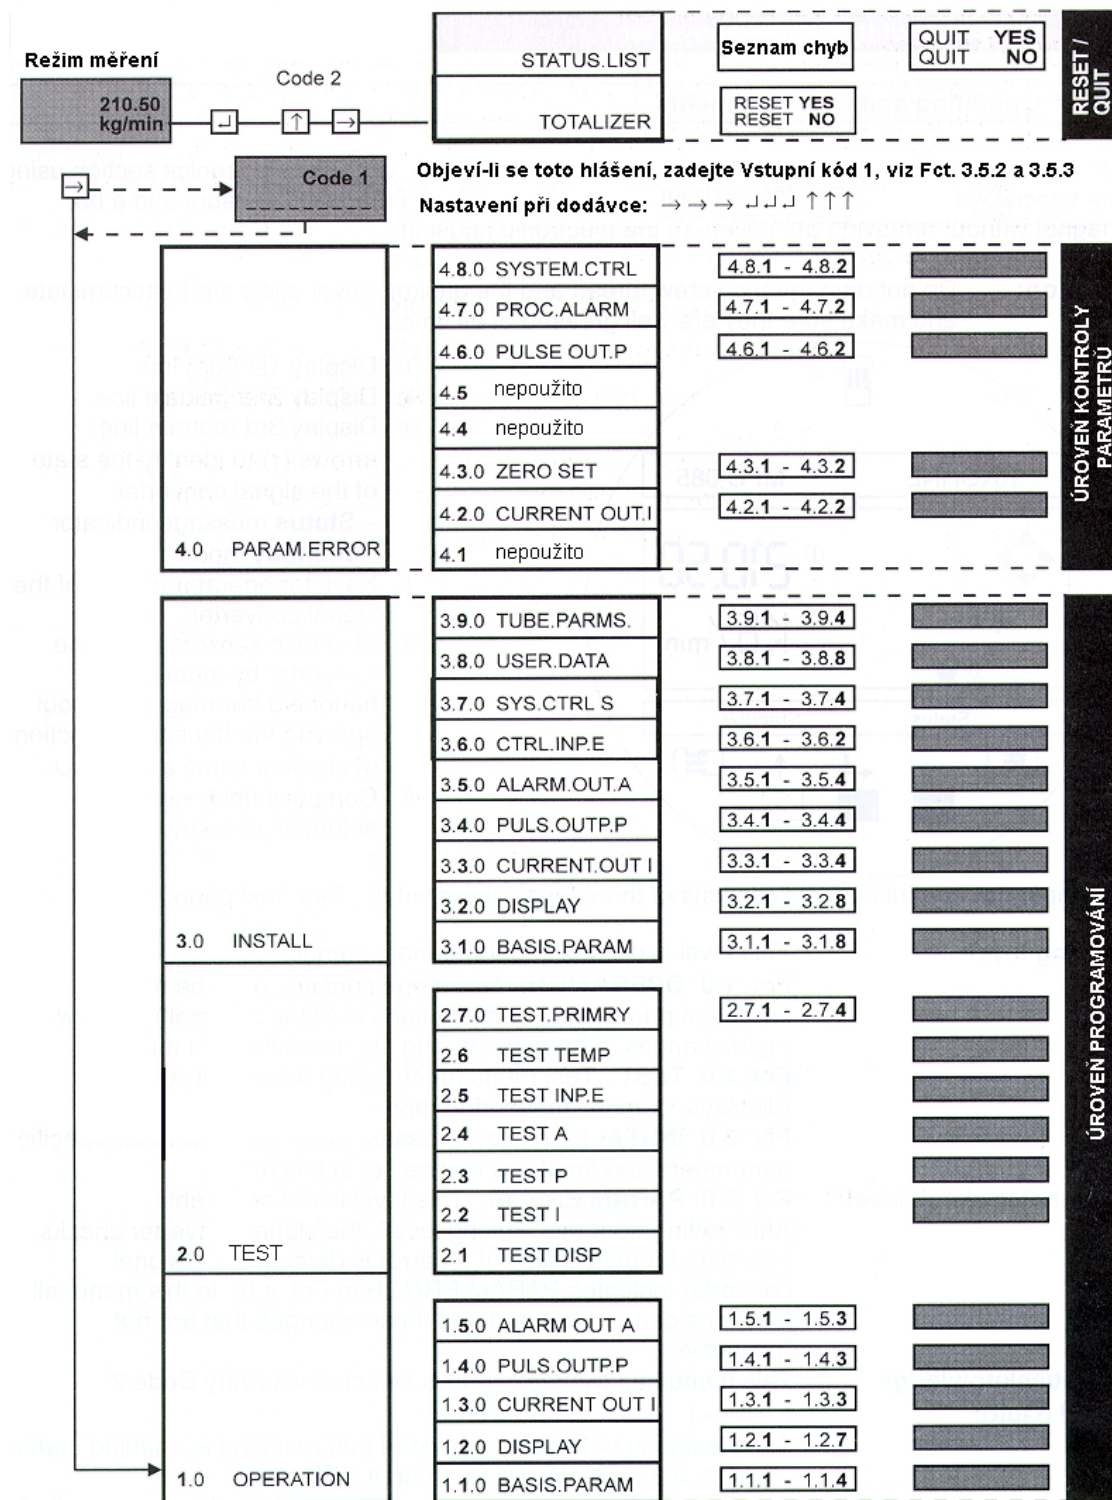 Režim měření
210.50
kg/min
Code 2
↵ ↑ →
STATUS.LIST
TOTALIZER
Seznam chyb
RESET YES
RESET NO
QUIT YES
QUIT NO
RESET / QUIT
→
Code 1
Objeví-li se toto hlášení, zadejte Vstupní kód 1, viz Fct. 3.5.2 a 3.5.3
Nastavení při dodávce: → → → ↵ ↵ ↵ ↑ ↑ ↑
4.8.0 SYSTEM.CTRL 4.8.1 - 4.8.2
4.7.0 PROC.ALARM 4.7.1 - 4.7.2
4.6.0 PULSE OUT.P 4.6.1 - 4.6.2
4.5 nepoužito
4.4 nepoužito
4.3.0 ZERO SET 4.3.1 - 4.3.2
4.2.0 CURRENT OUT.I 4.2.1 - 4.2.2
4.0 PARAM.ERROR
4.1 nepoužito
ÚROVEŇ KONTROLY PARAMETRŮ
3.9.0 TUBE.PARMS. 3.9.1 - 3.9.4
3.8.0 USER.DATA 3.8.1 - 3.8.8
3.7.0 SYS.CTRL S 3.7.1 - 3.7.4
3.6.0 CTRL.INP.E 3.6.1 - 3.6.2
3.5.0 ALARM.OUT.A 3.5.1 - 3.5.4
3.4.0 PULS.OUTP.P 3.4.1 - 3.4.4
3.3.0 CURRENT.OUT I 3.3.1 - 3.3.4
3.2.0 DISPLAY 3.2.1 - 3.2.8
3.0 INSTALL
3.1.0 BASIS.PARAM 3.1.1 - 3.1.8
2.7.0 TEST.PRIMRY 2.7.1 - 2.7.4
2.6 TEST TEMP
2.5 TEST INP.E
2.4 TEST A
2.3 TEST P
2.2 TEST I
2.0 TEST
2.1 TEST DISP
1.5.0 ALARM OUT A 1.5.1 - 1.5.3
1.4.0 PULS.OUTP.P 1.4.1 - 1.4.3
1.3.0 CURRENT OUT I 1.3.1 - 1.3.3
1.2.0 DISPLAY 1.2.1 - 1.2.7
1.0 OPERATION
1.1.0 BASIS.PARAM 1.1.1 - 1.1.4
ÚROVEŇ PROGRAMOVÁNÍ